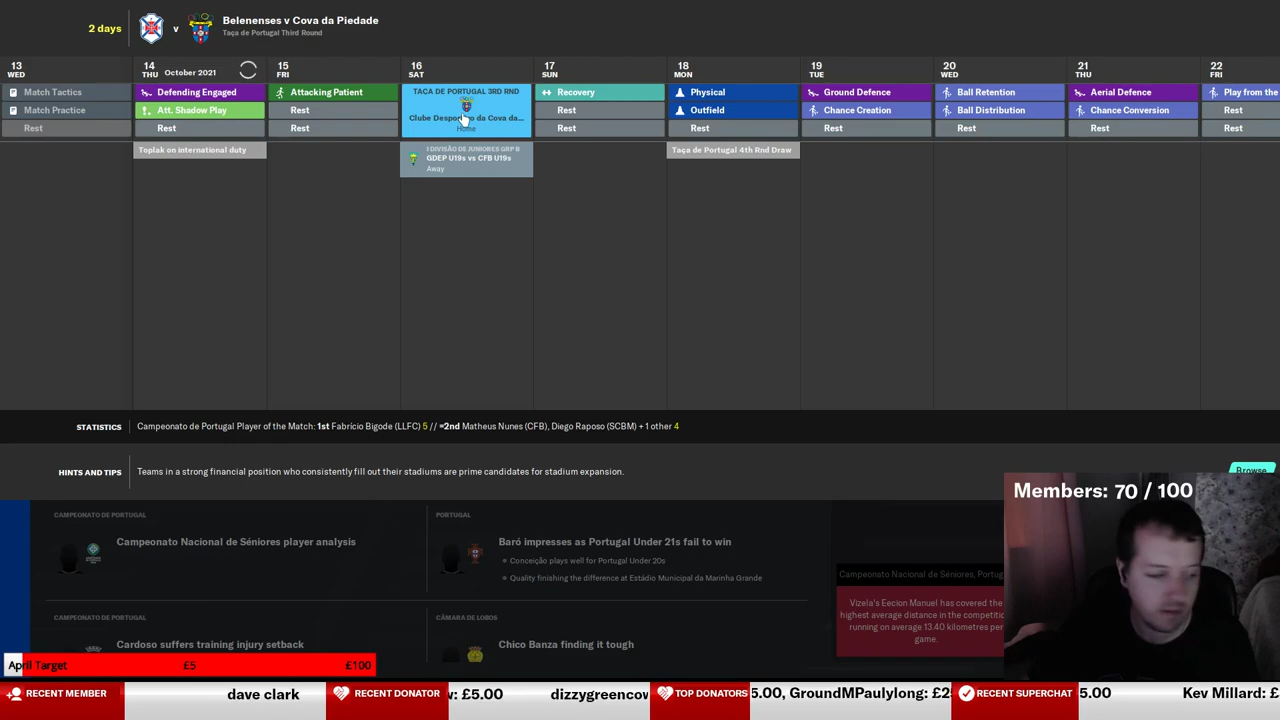 2 days
v
Belenenses v Cova da Piedade
Taça de Portugal Third Round
13
WED
14
THU October 2021
15
FRI
16
SAT
17
SUN
18
MON
19
TUE
20
WED
21
THU
22
FRI
Match Tactics
Defending Engaged
Attacking Patient
TAÇA DE PORTUGAL 3RD RND
Recovery
Physical
Ground Defence
Ball Retention
Aerial Defence
Play from the
Match Practice
Att. Shadow Play
Rest
Rest
Outfield
Chance Creation
Ball Distribution
Chance Conversion
Rest
Rest
Rest
Rest
Home
Rest
Rest
Rest
Rest
Rest
Rest
Toplak on international duty
I DIVISÃO DE JUNIORES GRP B
GDEP U19s vs CFB U19s
Away
Taça de Portugal 4th Rnd Draw
STATISTICS
Campeonato de Portugal Player of the Match: 1st Fabrício Bigode (LLFC) 5 // =2nd Matheus Nunes (CFB), Diego Raposo (SCBM) + 1 other 4
HINTS AND TIPS
Teams in a strong financial position who consistently fill out their stadiums are prime candidates for stadium expansion.
Browse
Members: 70 / 100
CAMPEONATO DE PORTUGAL
Campeonato Nacional de Séniores player analysis
PORTUGAL
Baró impresses as Portugal Under 21s fail to win
Conceição plays well for Portugal Under 20s
Quality finishing the difference at Estádio Municipal da Marinha Grande
Campeonato Nacional de Séniores, Portug
Vizela's Eecion Manuel has covered the
highest average distance in the competitio
running on average 13.40 kilometres per
game.
CAMPEONATO DE PORTUGAL
Cardoso suffers training injury setback
CÂMARA DE LOBOS
Chico Banza finding it tough
April Target £5 £100
RECENT MEMBER
dave clark
RECENT DONATOR
w: £5.00 dizzygreencow
TOP DONATORS
5.00, GroundMPaulylong: £2
RECENT SUPERCHAT
5.00 Kev Millard: £